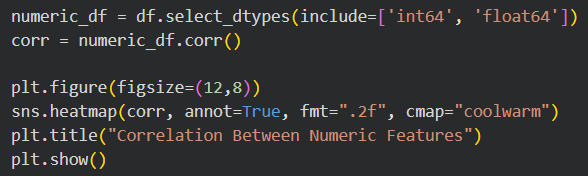 numeric_df = df.select_dtypes(include=['int64', 'float64'])
corr = numeric_df.corr()
plt.figure(figsize=(12,8))
sns.heatmap(corr, annot=True, fmt=".2f", cmap="coolwarm")
plt.title("Correlation Between Numeric Features")
plt.show()